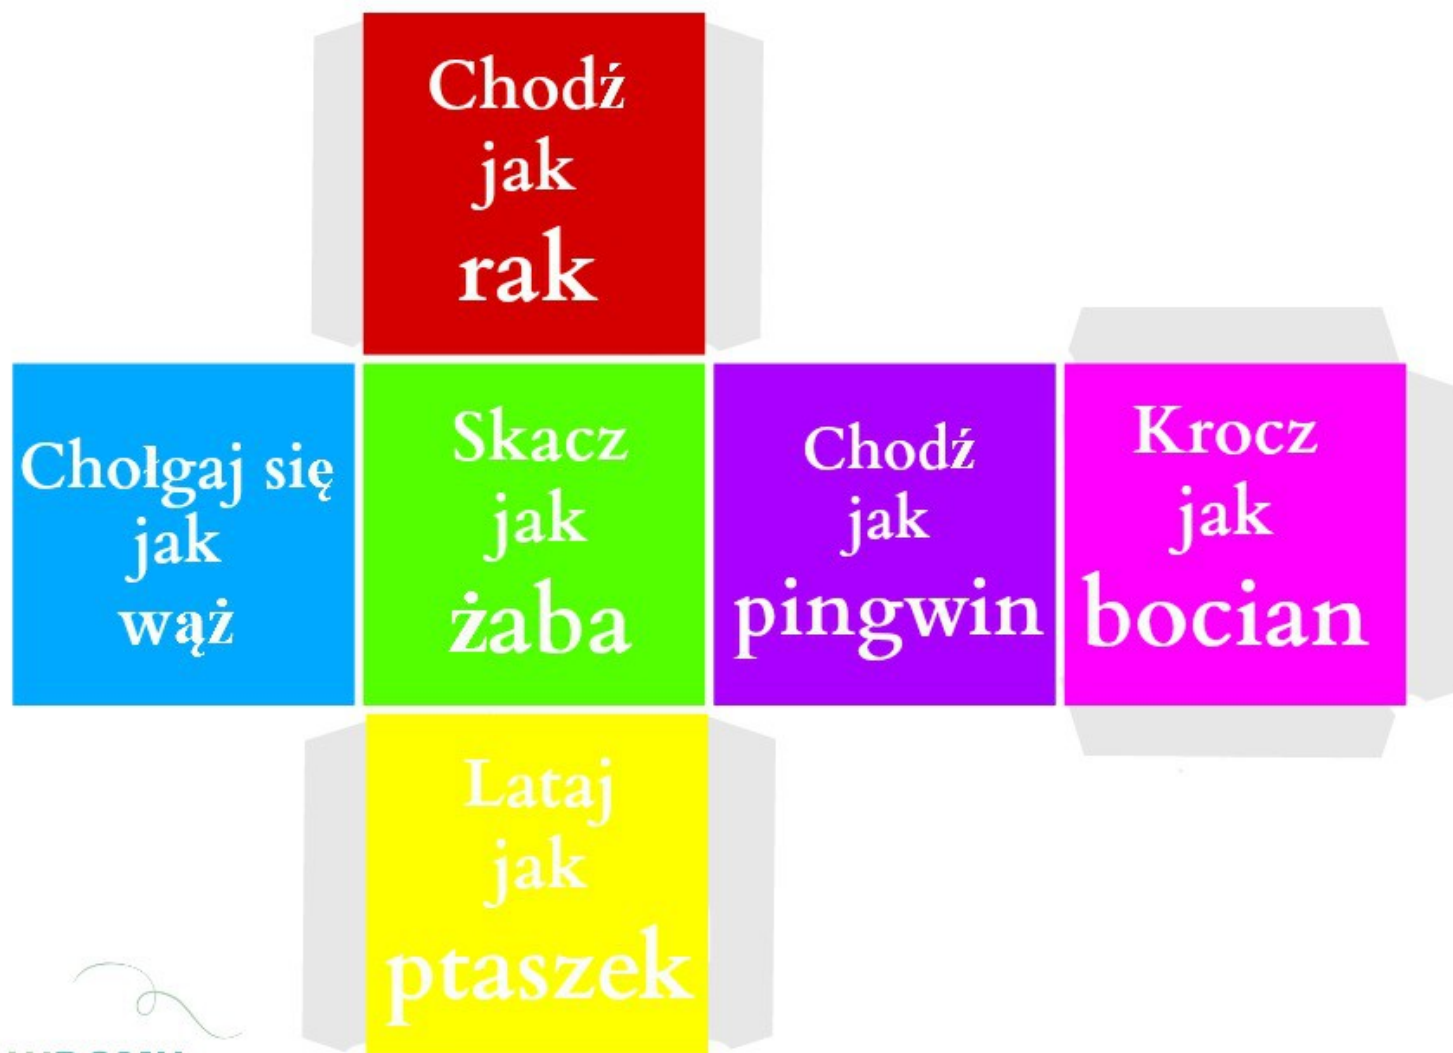 Chodź
jak
rak
Chołgaj się
jak
wąż
Skacz
jak
żaba
Chodź
jak
pingwin
Krocz
jak
bocian
Lataj
jak
ptaszek